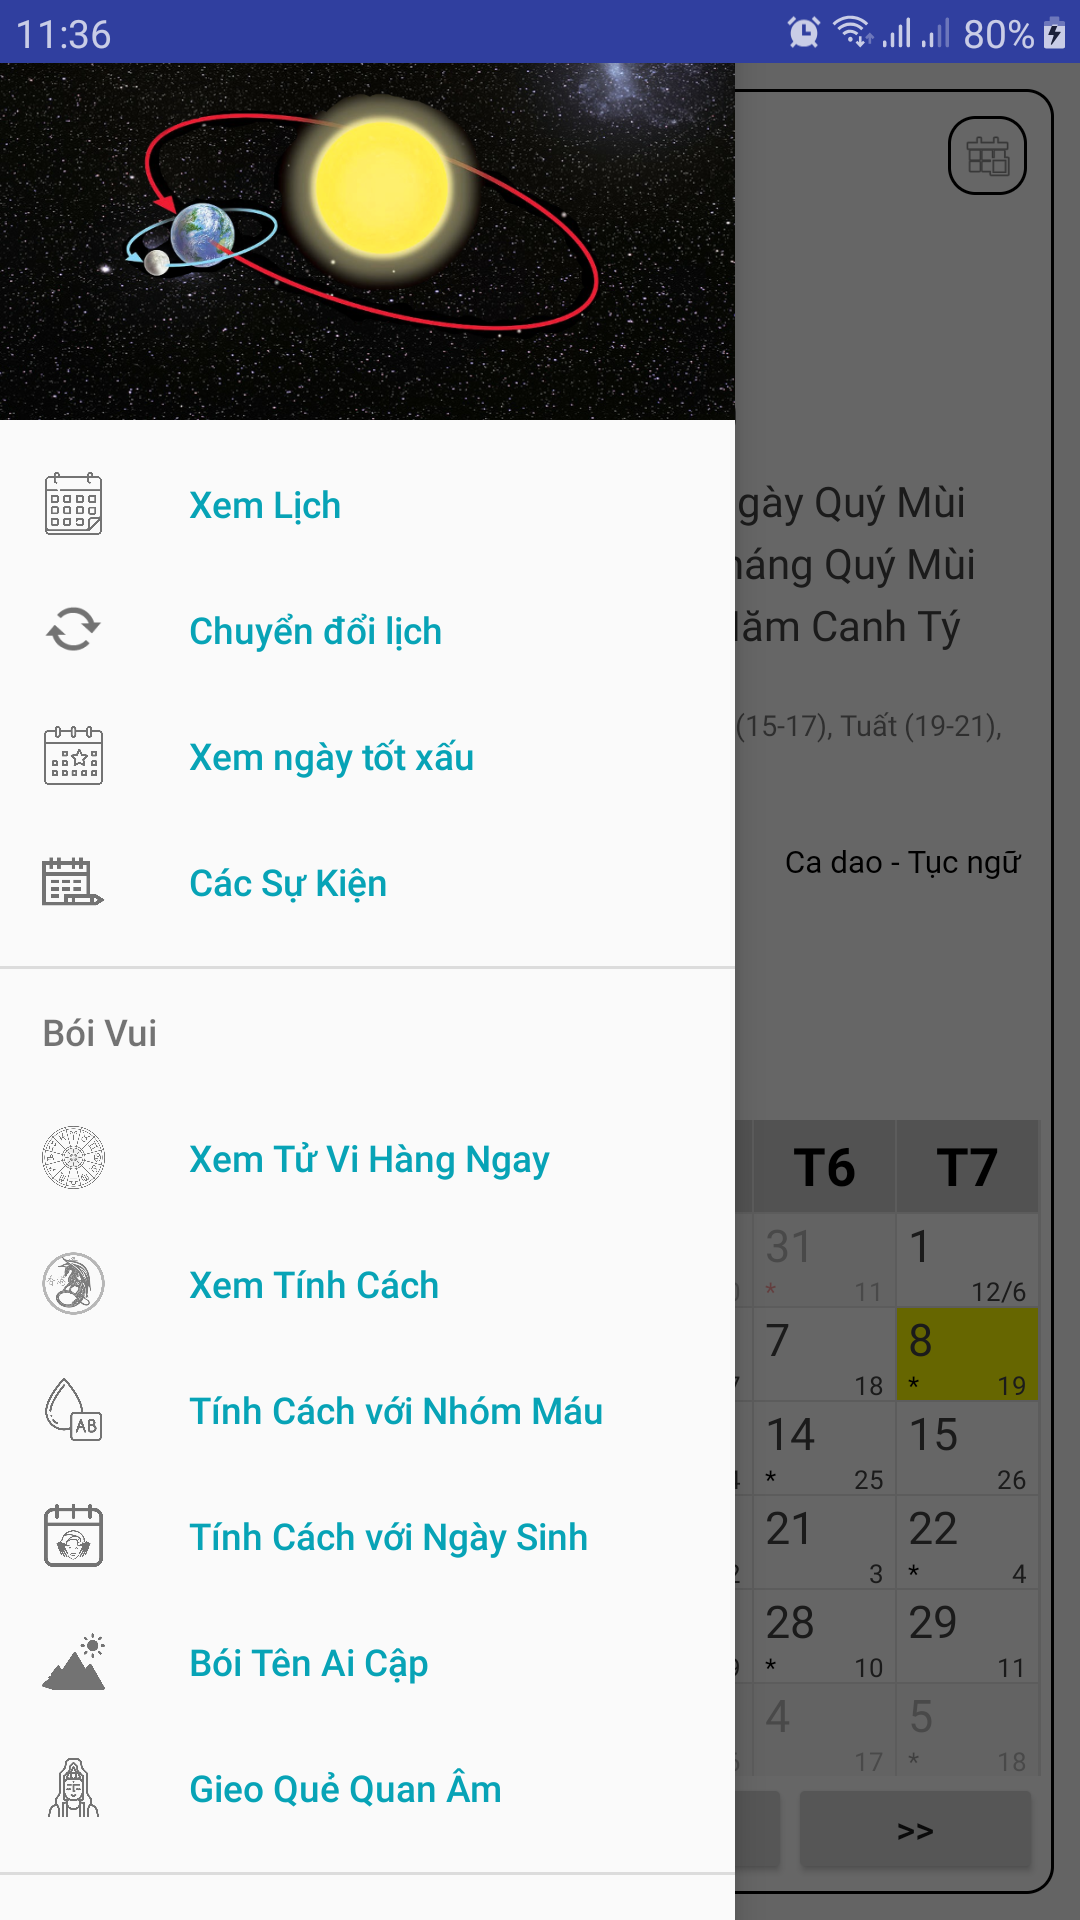 11:36
80%
Xem Lịch
Chuyển đổi lịch
Xem ngày tốt xấu
Các Sự Kiện
Bói Vui
Xem Tử Vi Hàng Ngay
Xem Tính Cách
Tính Cách với Nhóm Máu
AB
Tính Cách với Ngày Sinh
Bói Tên Ai Cập
Gieo Quẻ Quan Âm
Quý Mùi
Quý Mùi
Canh Tý
(15-17), Tuất (19-21),
Ca dao - Tục ngữ
T6 T7
31 1
* 11 12/6
7 8
18 * 19
14 15
* 25 26
21 22
3 * 4
28 29
* 10 11
4 5
17 * 18
>>